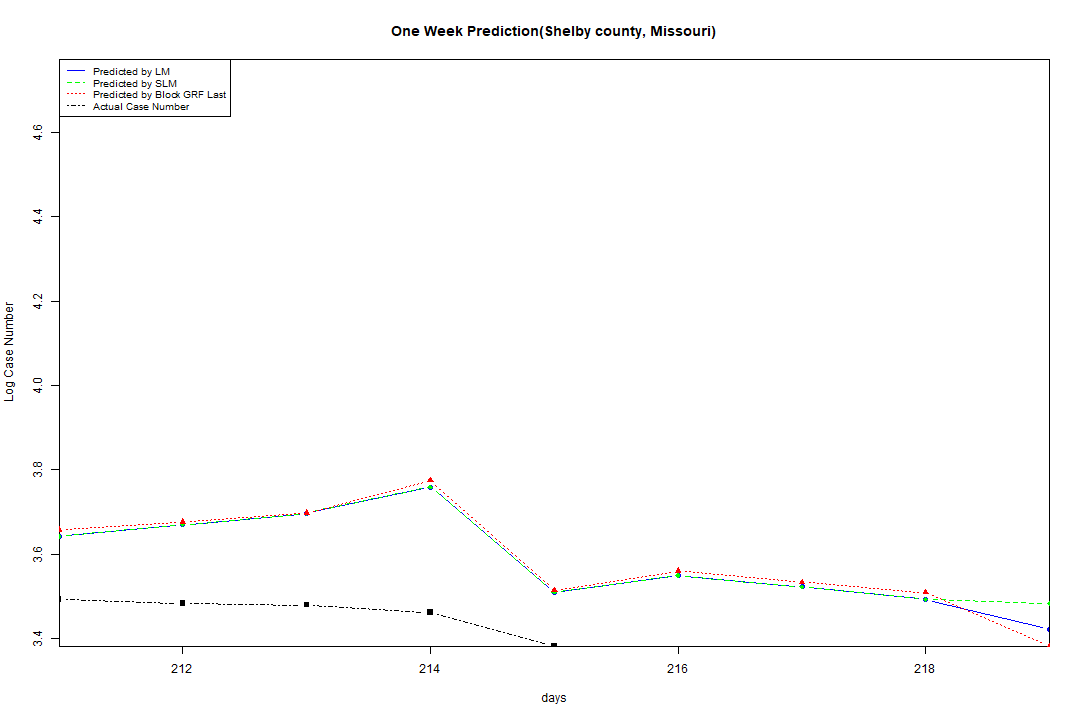 One Week Prediction(Shelby county, Missouri)
Predicted by LM
Predicted by SLM
Predicted by Block GRF Last
Actual Case Number
4.6
4.4
4.2
4.0
3.8
3.6
3.4
Log Case Number
212
214
216
218
days